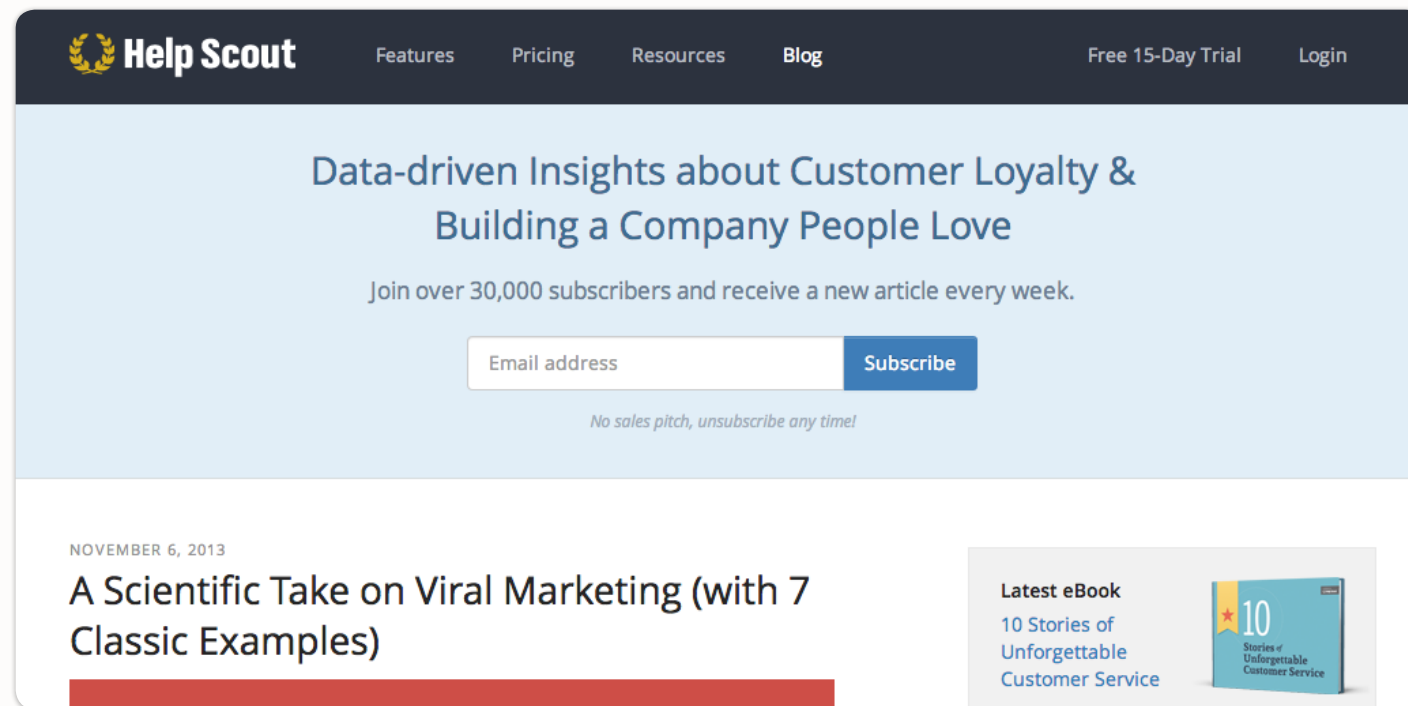 Help Scout
Features
Pricing
Resources
Blog
Free 15-Day Trial
Login
Data-driven Insights about Customer Loyalty &
Building a Company People Love
Join over 30,000 subscribers and receive a new article every week.
Email address
Subscribe
No sales pitch, unsubscribe any time!
NOVEMBER 6, 2013
A Scientific Take on Viral Marketing (with 7
Classic Examples)
Latest eBook
10 Stories of
Unforgettable
Customer Service
10
Stories of
Unforgettable
Customer Service